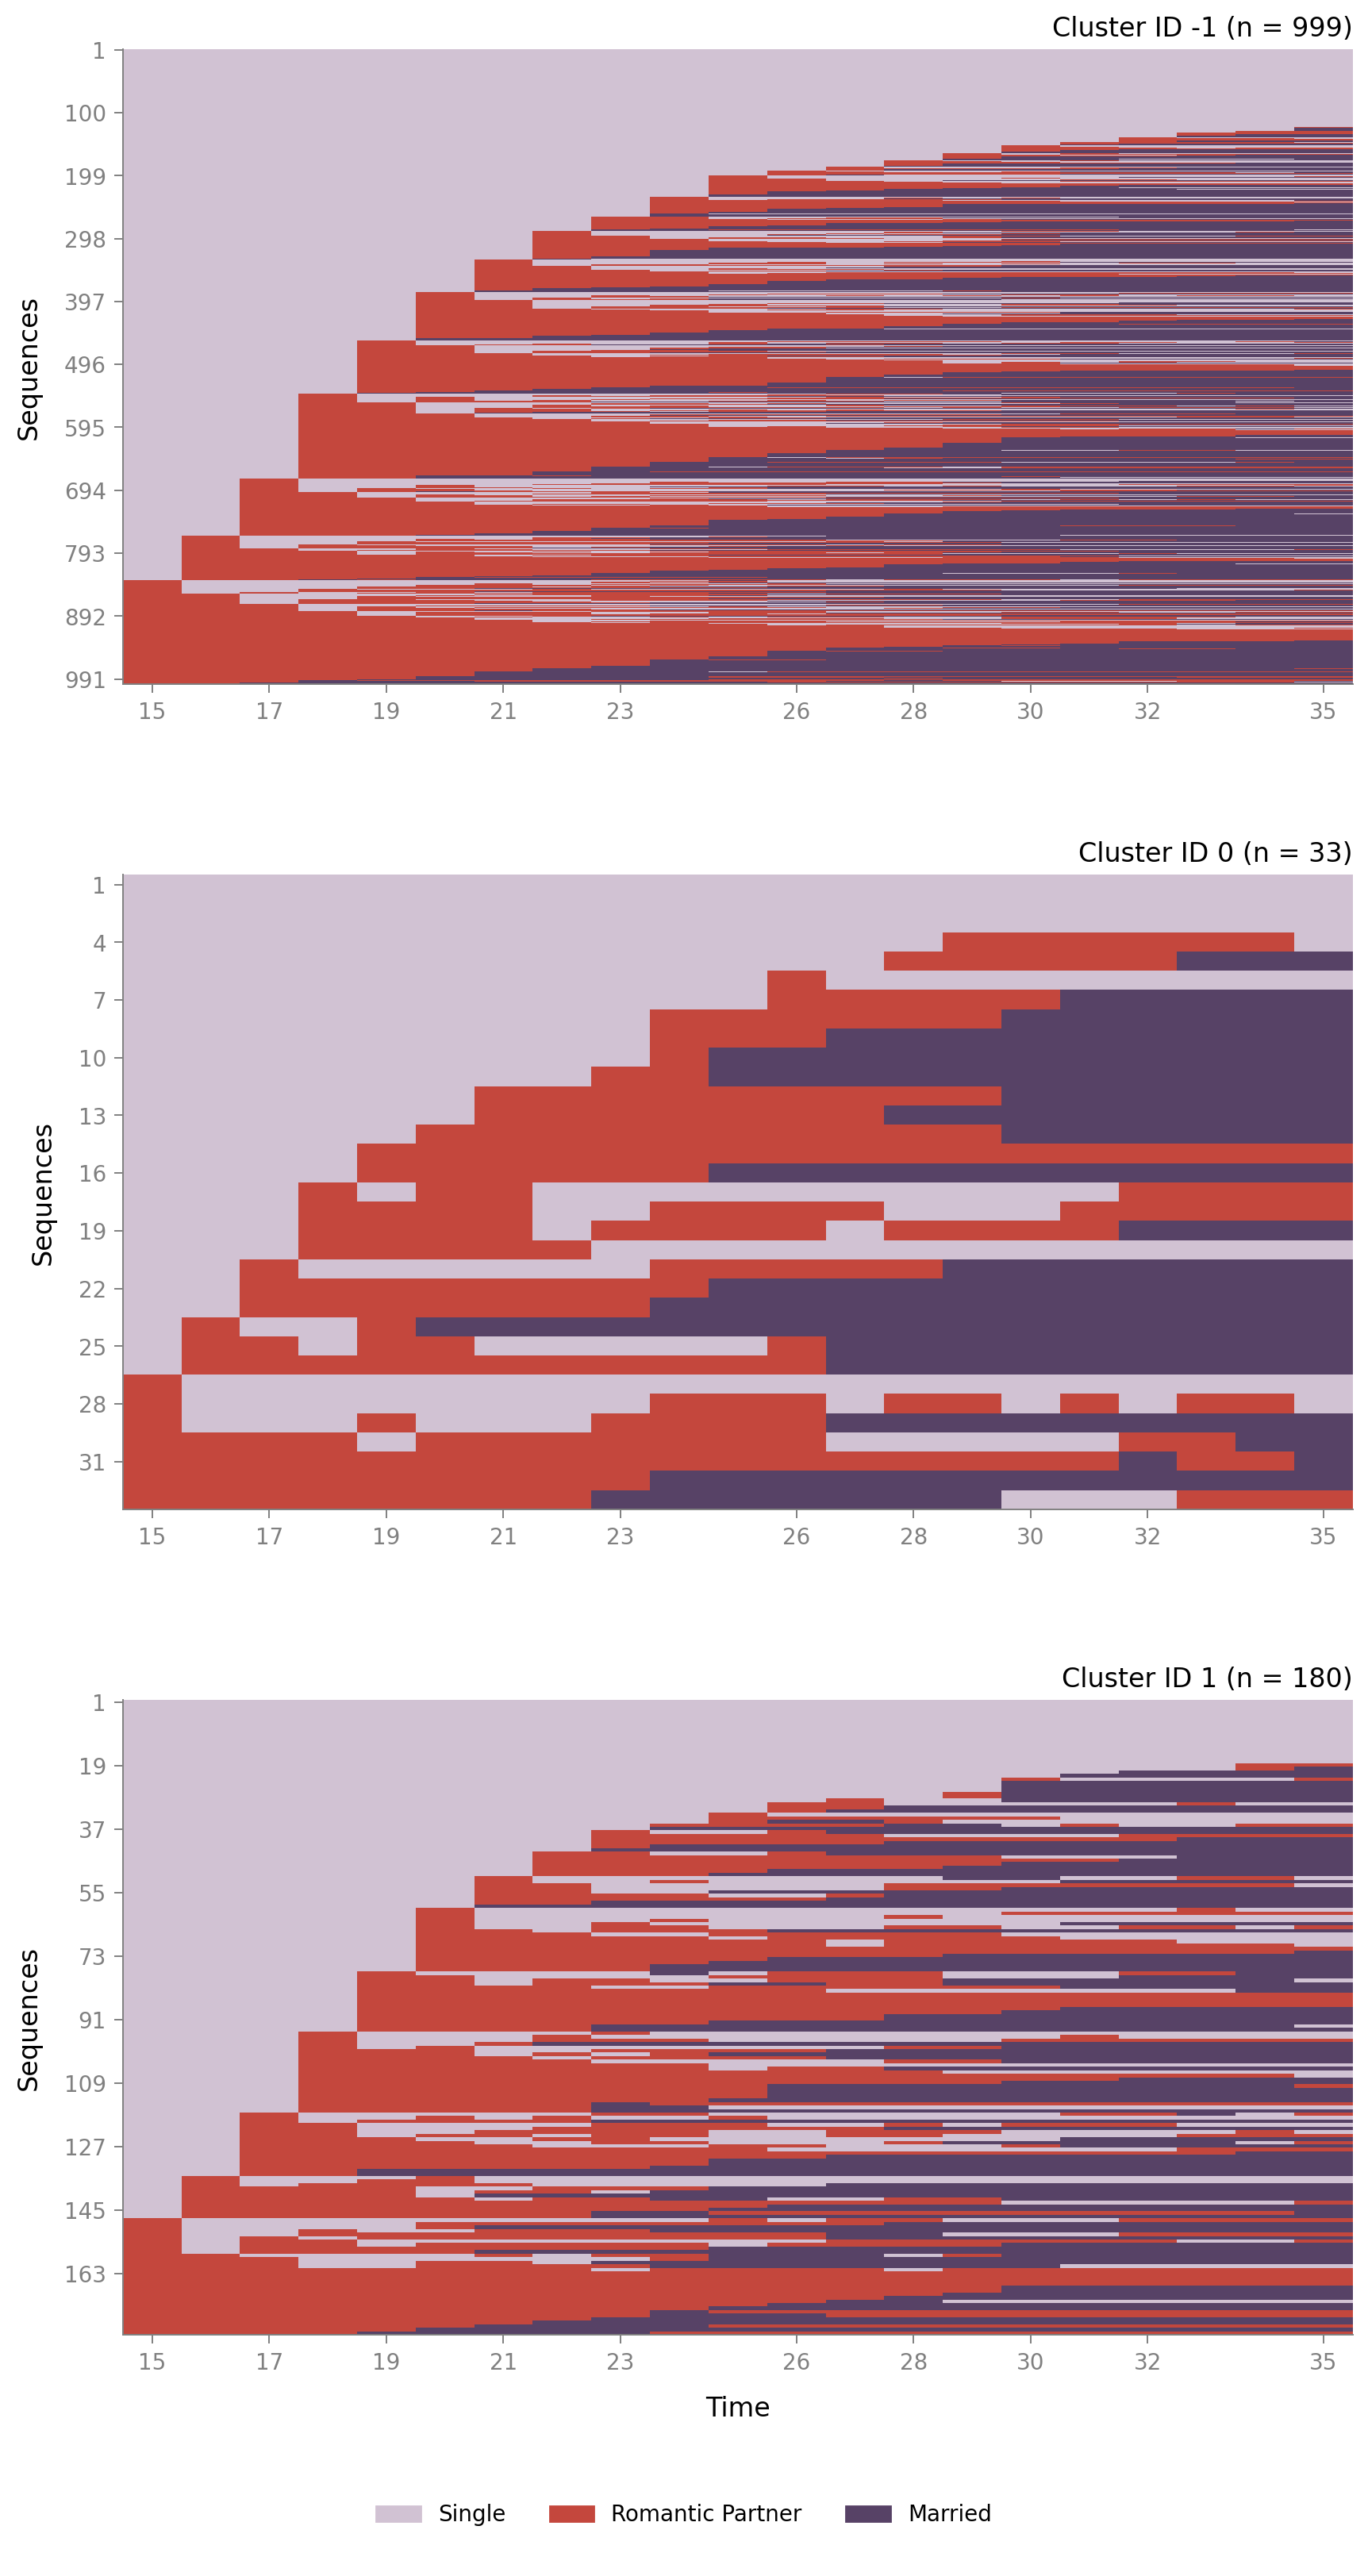 Cluster ID -1 (n = 999)
1
100
199
298
397
496
595
694
793
892
991
Sequences
15 17 19 21 23 26 28 30 32 35
Cluster ID 0 (n = 33)
1
4
7
10
13
16
19
22
25
28
31
Sequences
15 17 19 21 23 26 28 30 32 35
Cluster ID 1 (n = 180)
1
19
37
55
73
91
109
127
145
163
Sequences
15 17 19 21 23 26 28 30 32 35
Time
Single Romantic Partner Married